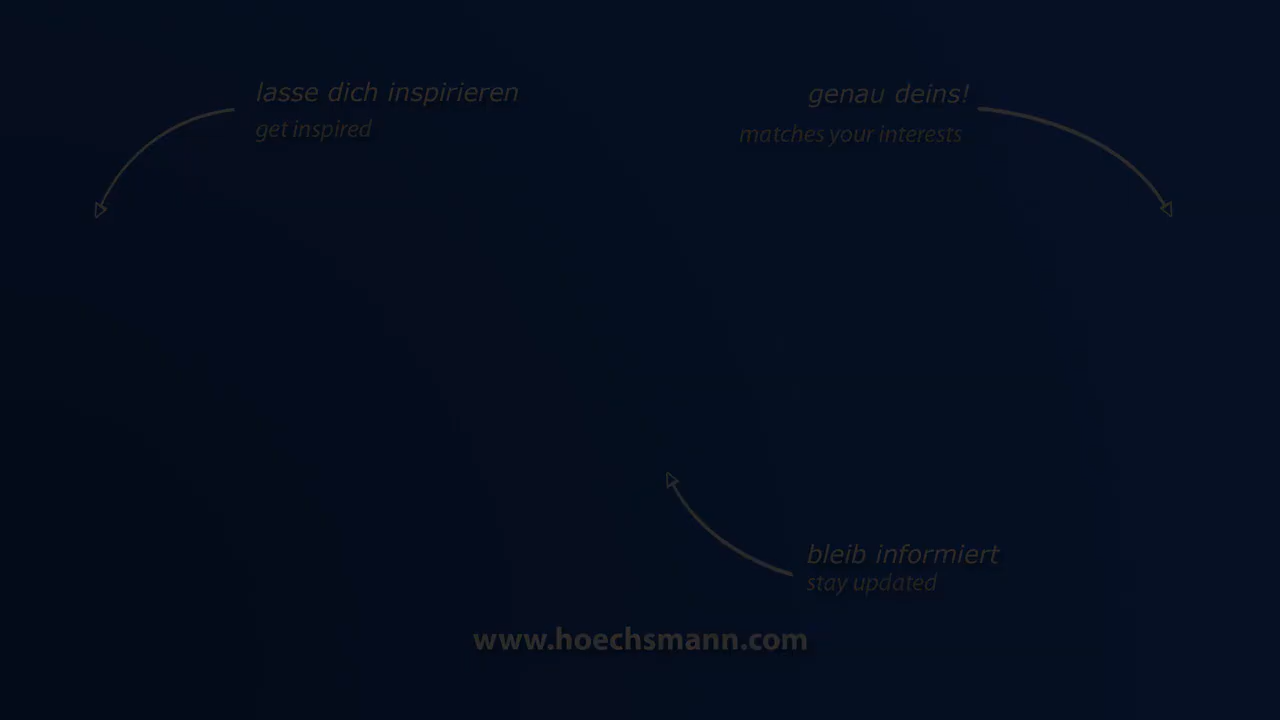 lasse dich inspirieren
get inspired
genau deins!
matches your interests
bleib informiert
stay updated
www.hoechsmann.com